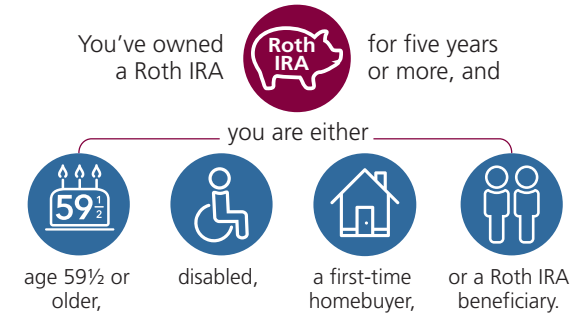 You've owned
a Roth IRA
Roth
IRA
for five years
or more, and
you are either
59½
age 59½ or
older,
disabled,
a first-time
homebuyer,
or a Roth IRA
beneficiary.